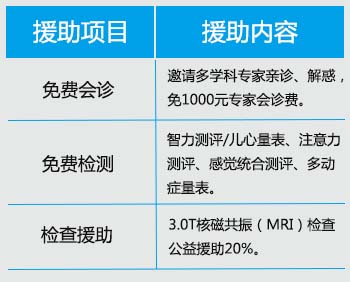 援助项目 援助内容
免费会诊
邀请多学科专家亲诊、解感，
免1000元专家会诊费。
免费检测
智力测评/儿心量表、注意力
测评、感觉统合测评、多动
症量表。
检查援助
3.0T核磁共振（MRI）检查
公益援助20%。